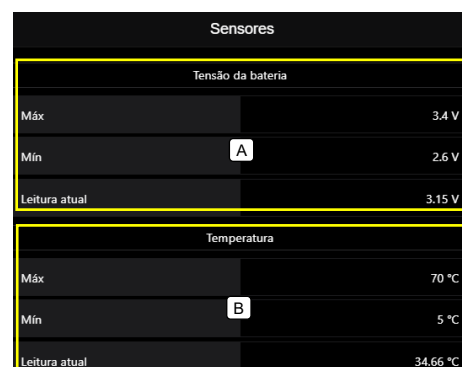 Sensores
Tensão da bateria
Máx 3.4 V
A
Mín 2.6 V
Leitura atual 3.15 V
Temperatura
Máx 70 °C
B
Mín 5 °C
Leitura atual 34.66 °C